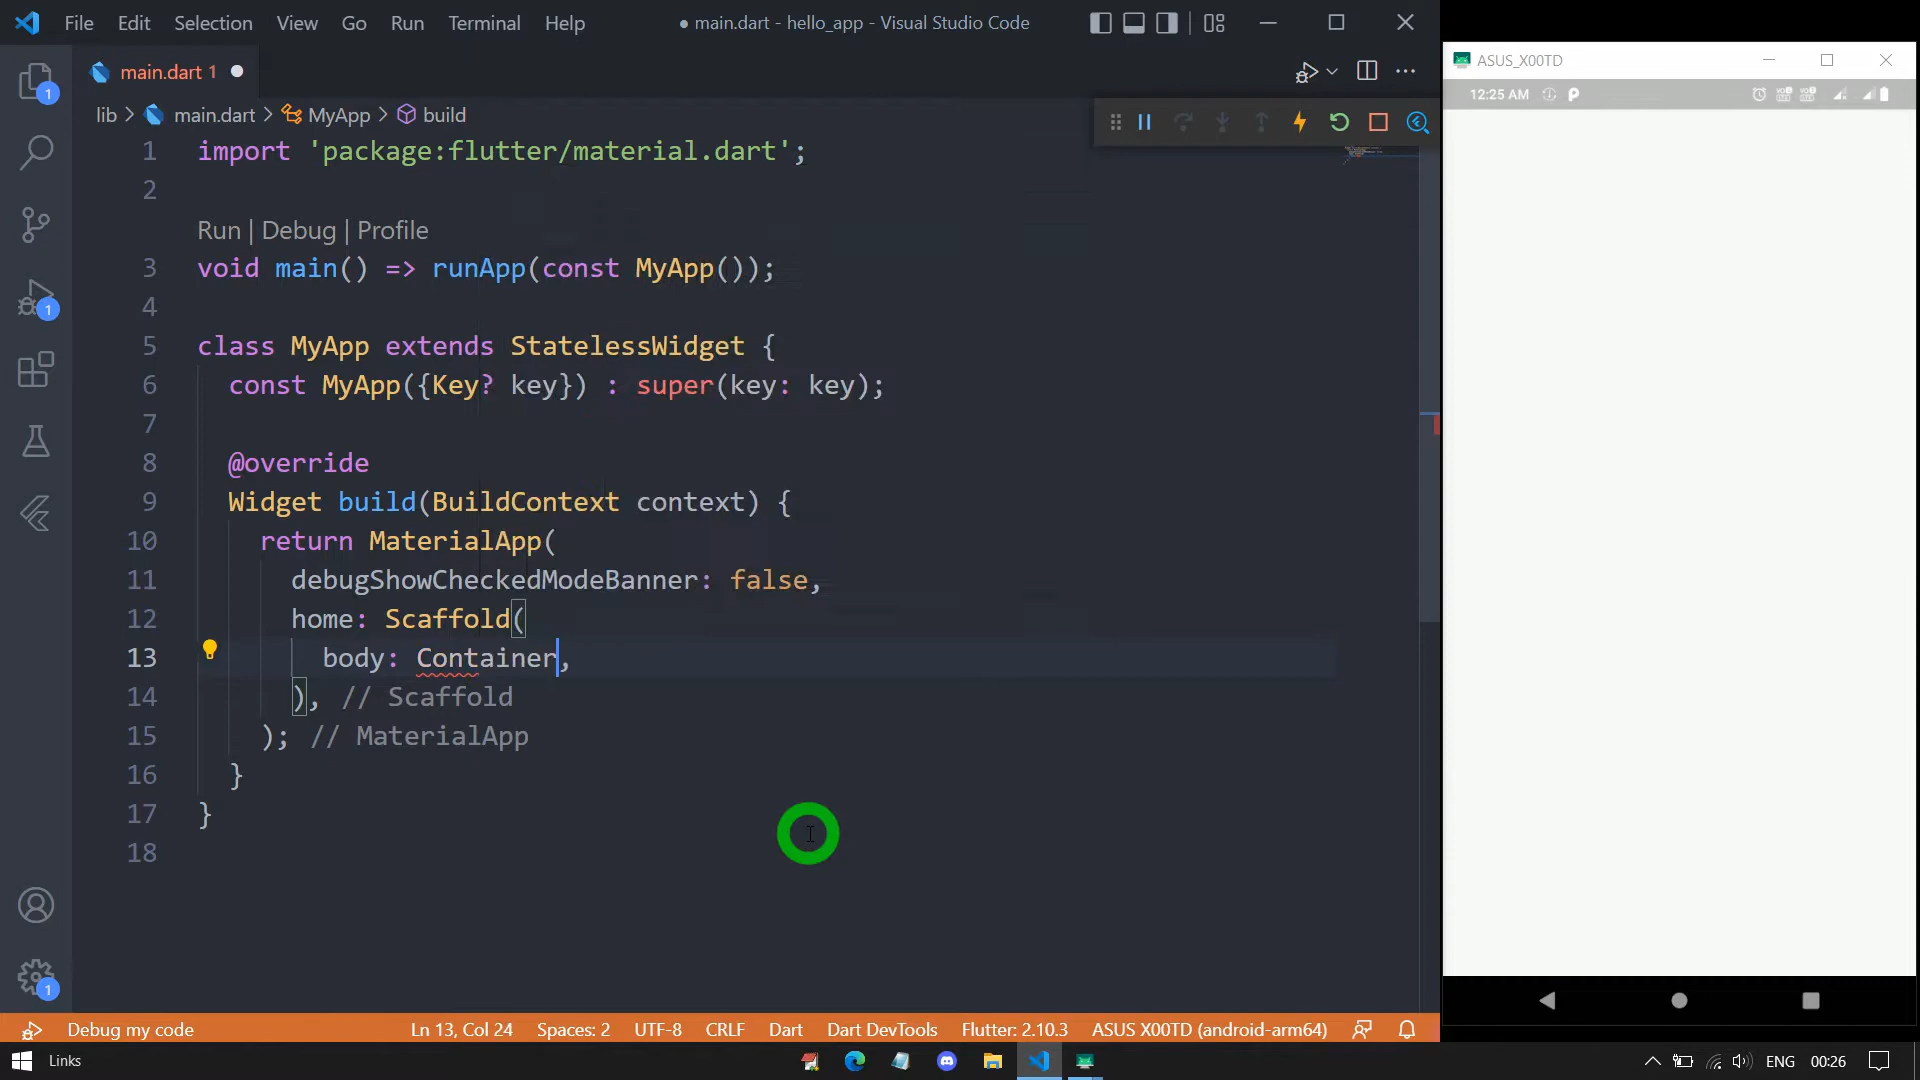 File Edit Selection View Go Run Terminal Help
● main.dart - hello_app - Visual Studio Code
main.dart 1 ●
lib > main.dart > MyApp > build
1 import 'package:flutter/material.dart';
2
Run | Debug | Profile
3 void main() => runApp(const MyApp());
4
5 class MyApp extends StatelessWidget {
6 const MyApp({Key? key}) : super(key: key);
7
8 @override
9 Widget build(BuildContext context) {
10 return MaterialApp(
11 debugShowCheckedModeBanner: false,
12 home: Scaffold(
13 body: Container,
14 ), // Scaffold
15 ); // MaterialApp
16 }
17 }
18
1
1
1
ASUS_X00TD
12:25 AM
Debug my code Ln 13, Col 24 Spaces: 2 UTF-8 CRLF Dart Dart DevTools Flutter: 2.10.3 ASUS X00TD (android-arm64)
Links ENG 00:26